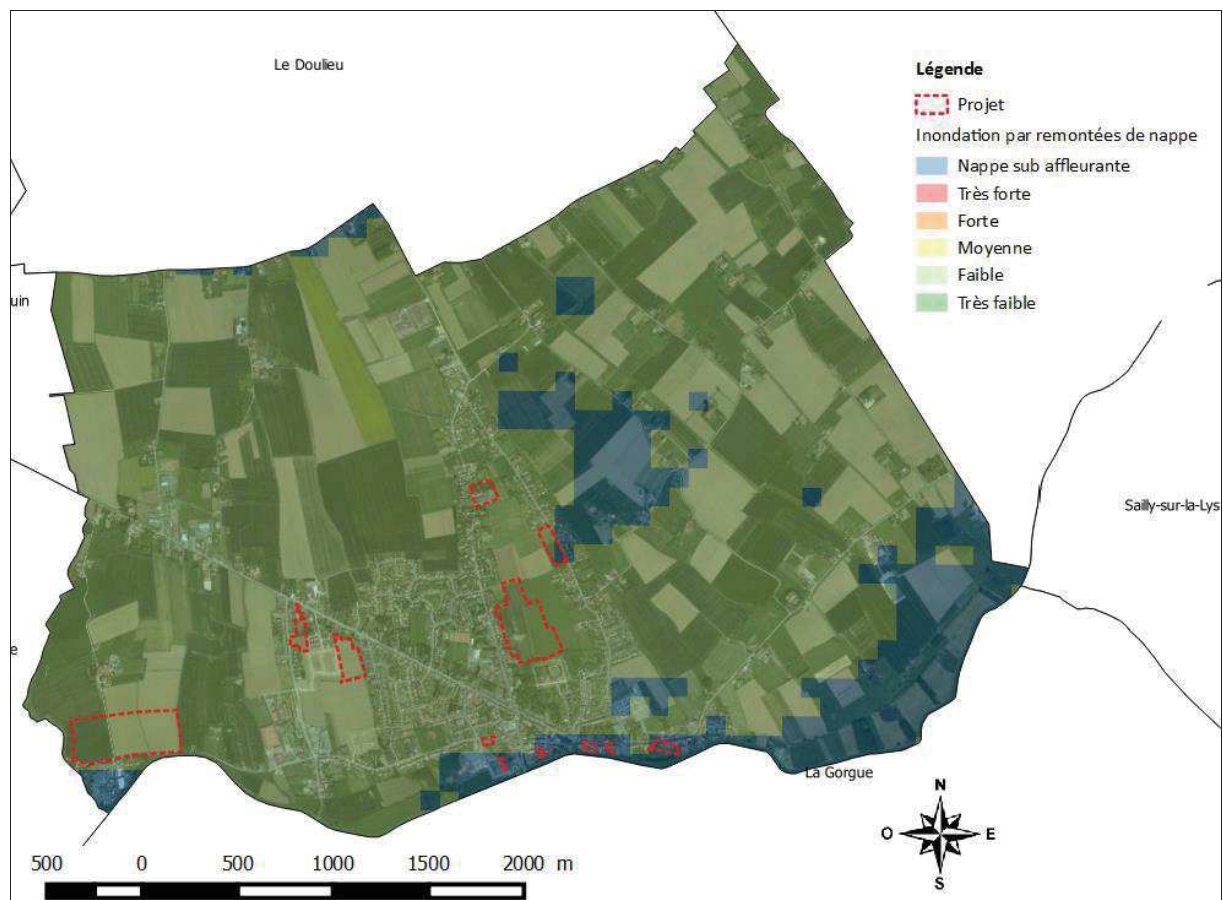 Le Doulieu
Légende
Projet
Inondation par remontées de nappe
Nappe sub affleurante
Très forte
Forte
Moyenne
Faible
Très faible
uin
Sailly-sur-la-Lys
e
La Gorgue
N
O
E
S
500 0 500 1000 1500 2000 m